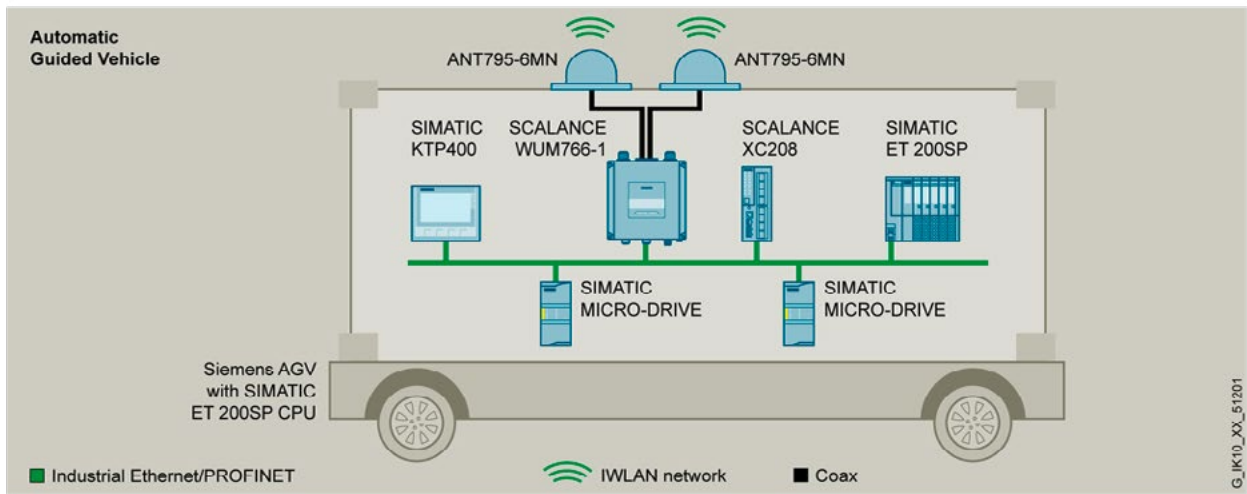 Automatic
Guided Vehicle
ANT795-6MN
ANT795-6MN
SIMATIC
KTP400
SCALANCE
WUM766-1
SCALANCE
XC208
SIMATIC
ET 200SP
SIMATIC
MICRO-DRIVE
SIMATIC
MICRO-DRIVE
Siemens AGV
with SIMATIC
ET 200SP CPU
Industrial Ethernet/PROFINET
IWLAN network
Coax
G_IK10_XX_51201